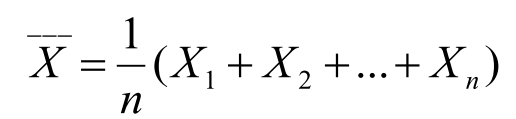 X̅ = 1/n (X₁ + X₂ + ... + Xₙ)